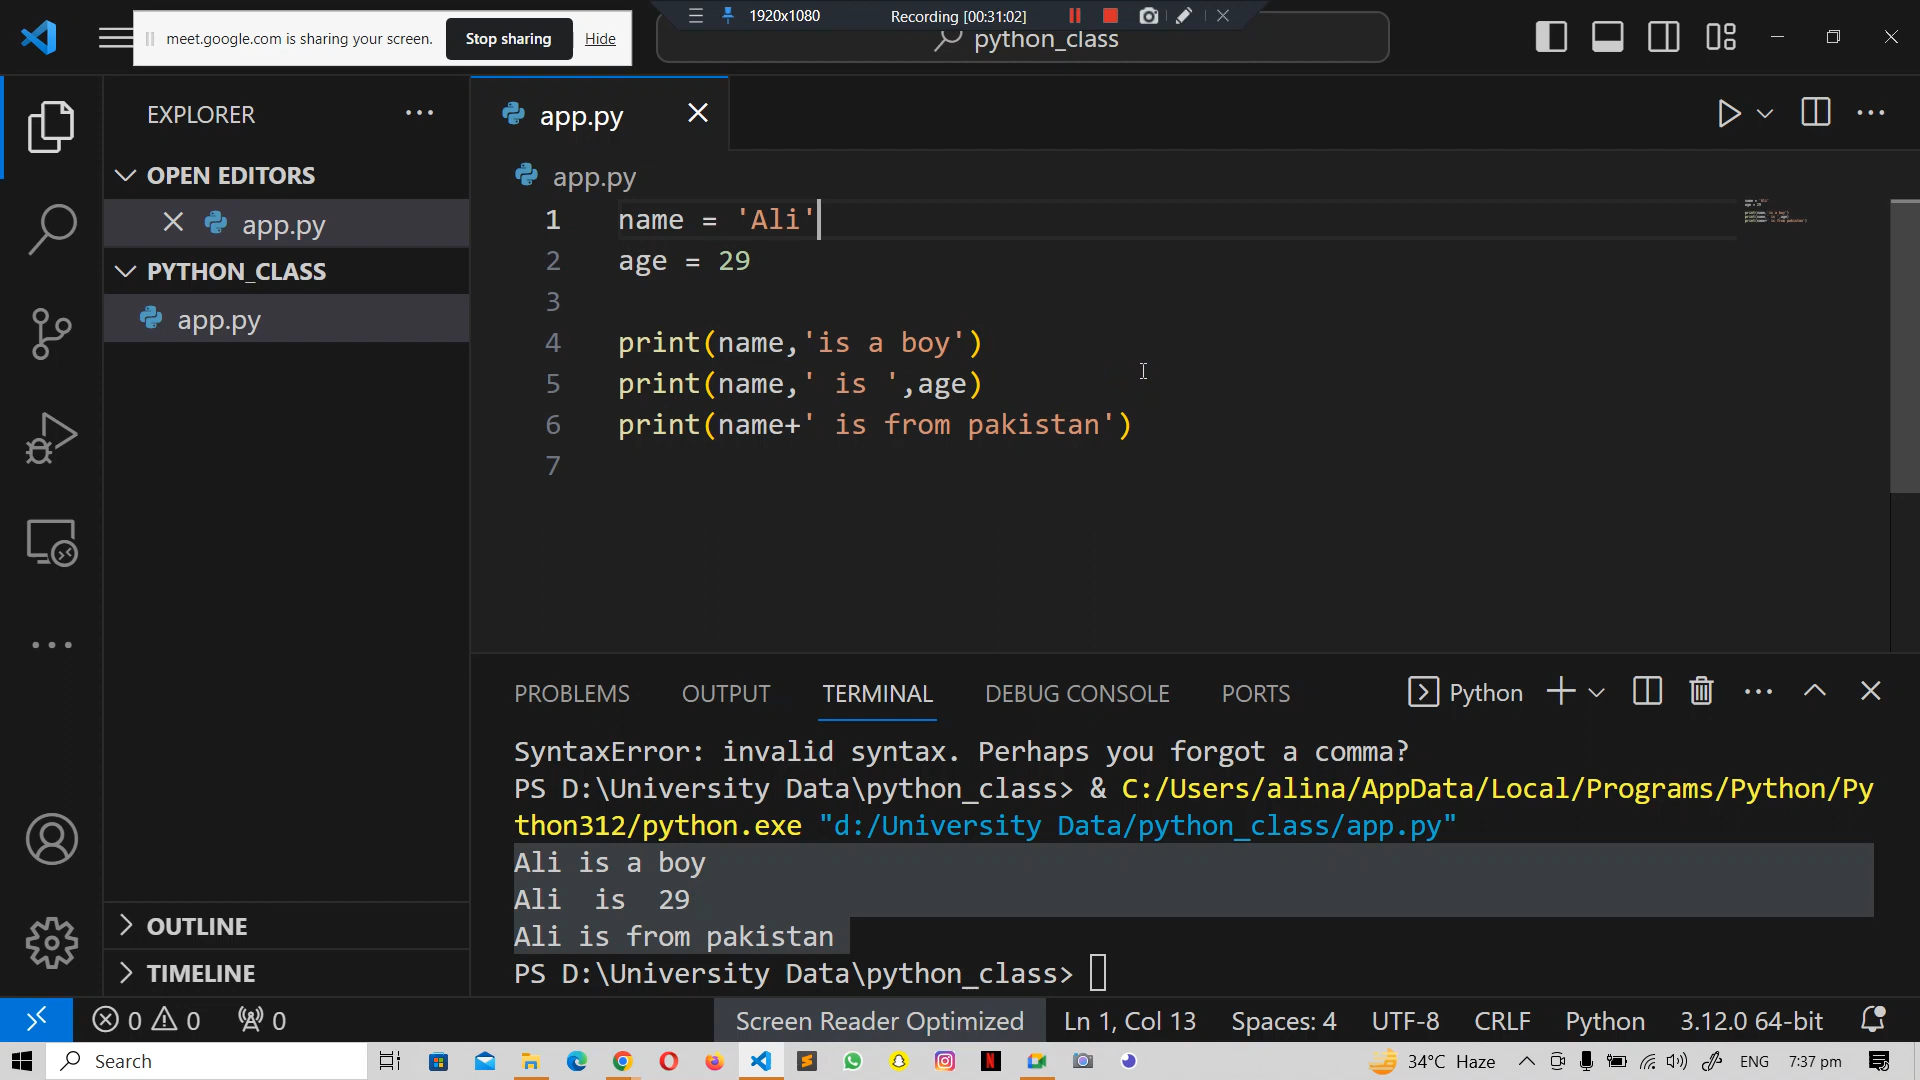 1920x1080
Recording [00:31:02]
meet.google.com is sharing your screen.
Stop sharing
Hide
python_class
EXPLORER
app.py
OPEN EDITORS
app.py
app.py
1 name = 'Ali'
2 age = 29
3
4 print(name,'is a boy')
5 print(name,' is ',age)
6 print(name+' is from pakistan')
7
PYTHON_CLASS
app.py
PROBLEMS
OUTPUT
TERMINAL
DEBUG CONSOLE
PORTS
Python
SyntaxError: invalid syntax. Perhaps you forgot a comma?
PS D:\University Data\python_class> & C:/Users/alina/AppData/Local/Programs/Python/Py
thon312/python.exe "d:/University Data/python_class/app.py"
Ali is a boy
Ali  is  29
Ali is from pakistan
PS D:\University Data\python_class>
OUTLINE
TIMELINE
0
0
0
Screen Reader Optimized
Ln 1, Col 13
Spaces: 4
UTF-8
CRLF
Python
3.12.0 64-bit
Search
34°C Haze
ENG
7:37 pm